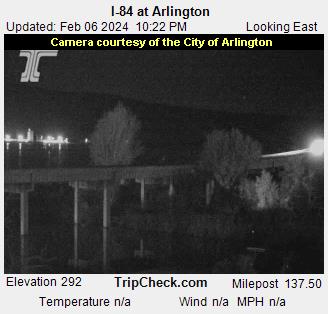 I-84 at Arlington
Updated: Feb 06 2024 10:22 PM Looking East
Camera courtesy of the City of Arlington
Elevation 292 TripCheck.com Milepost 137.50
Temperature n/a Wind n/a MPH n/a